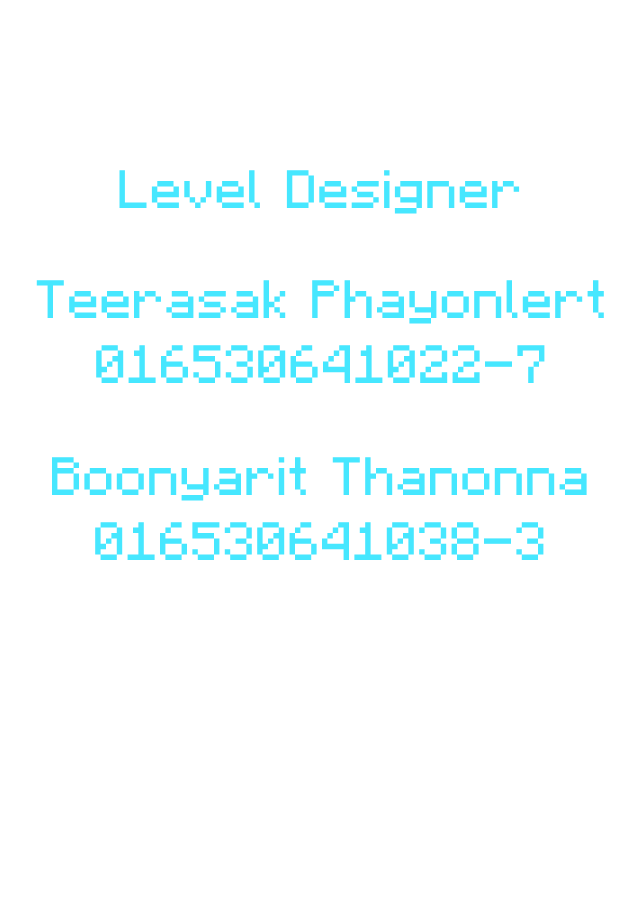 Level Designer
Teerasak Phayonlert
016530641022-7
Boonyarit Thanonna
016530641038-3